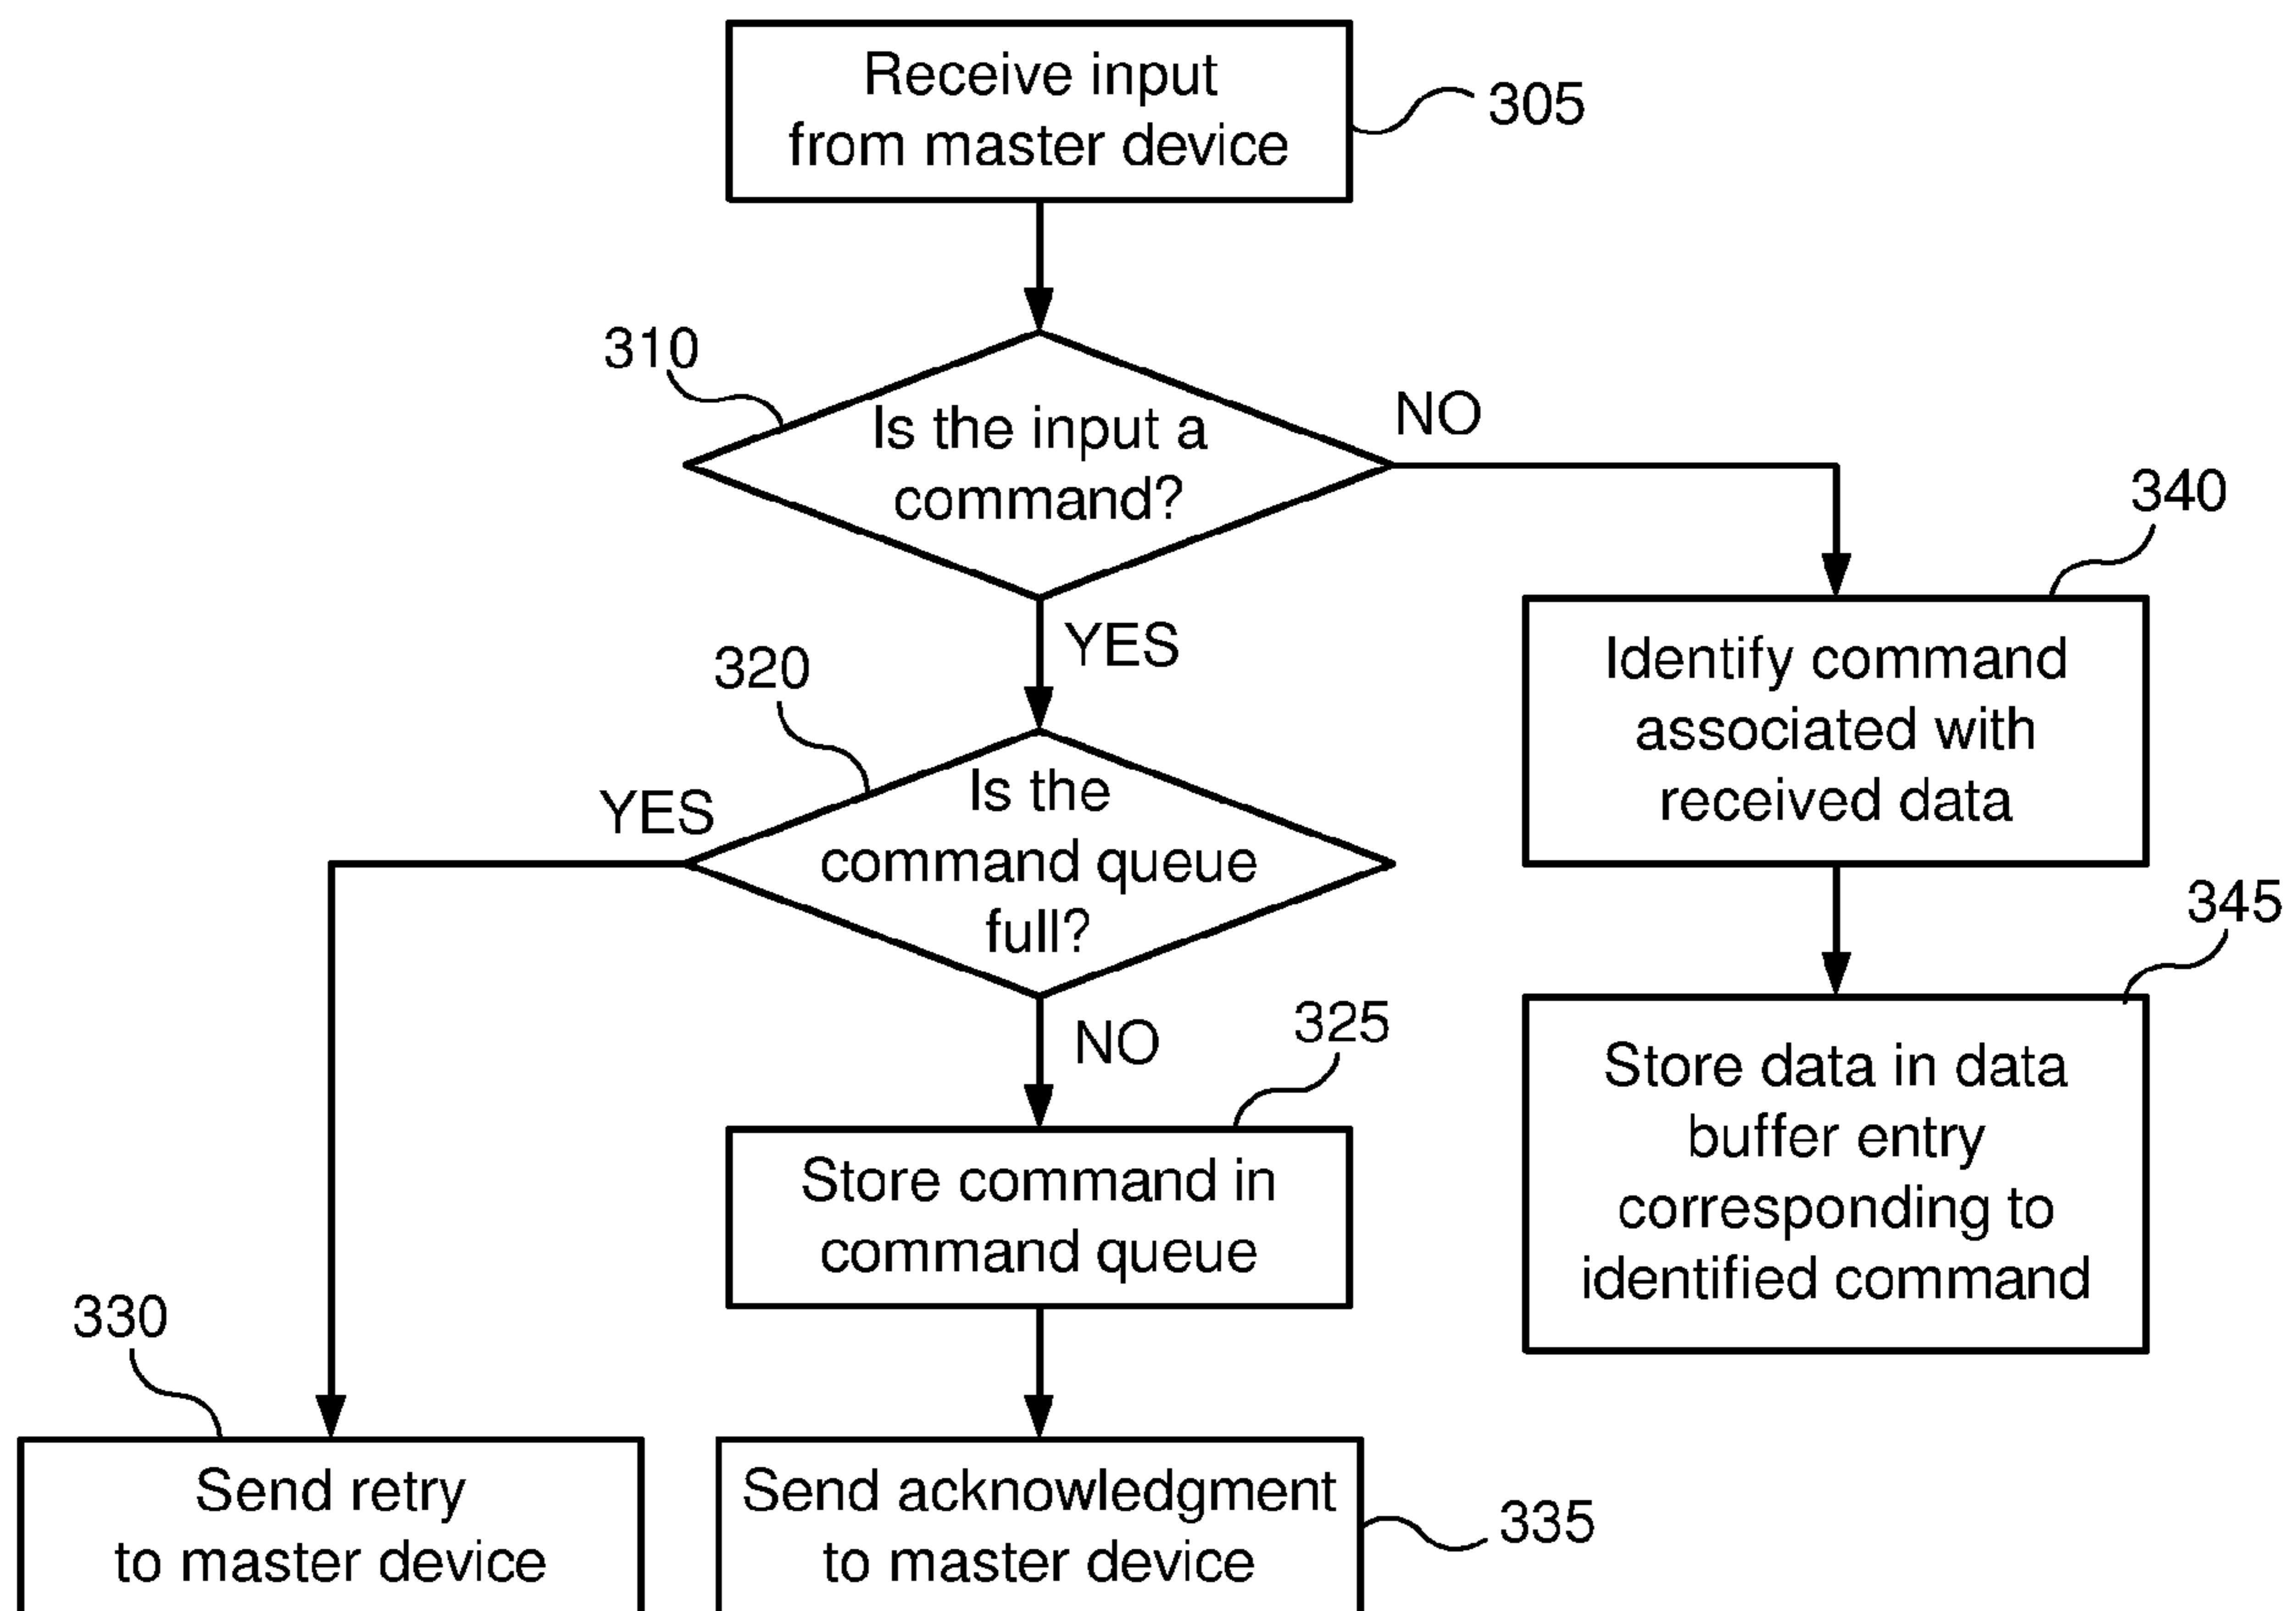 Receive input
from master device
305
310
Is the input a
command?
NO
YES
340
Identify command
associated with
received data
320
YES
Is the
command queue
full?
NO
345
Store data in data
buffer entry
corresponding to
identified command
325
Store command in
command queue
330
Send retry
to master device
Send acknowledgment
to master device
335